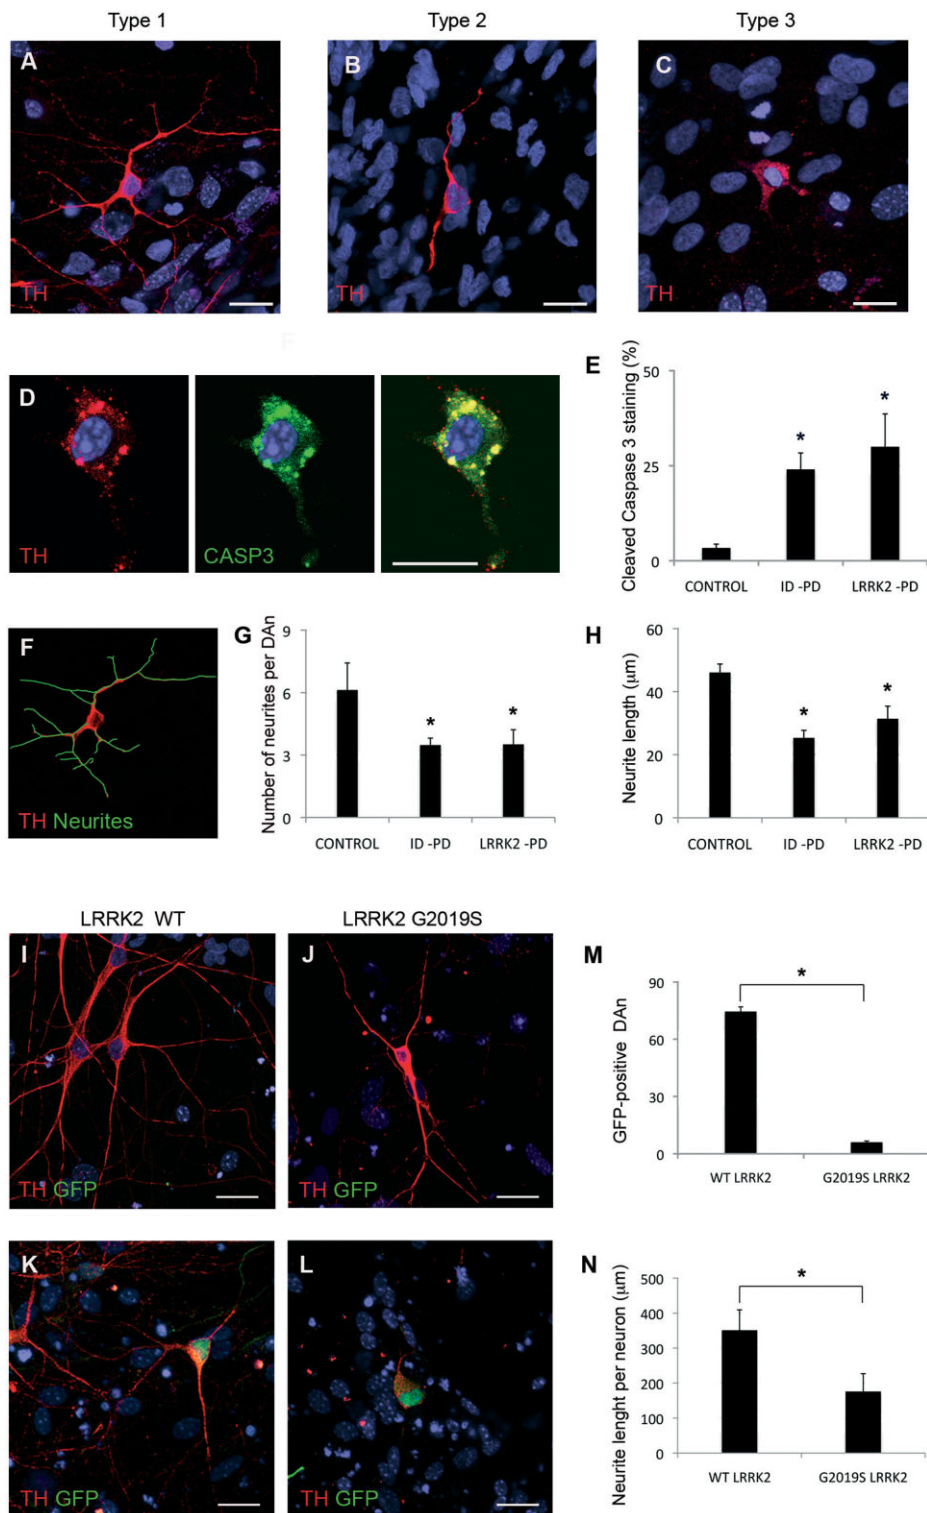 Type 1
Type 2
Type 3
A
TH
B
TH
C
TH
D
TH
CASP3
E
Cleaved Caspase 3 staining (%)
50
25
0
*
*
CONTROL
ID -PD
LRRK2 -PD
F
TH Neurites
G
Number of neurites per DAn
9
6
3
0
*
*
CONTROL
ID -PD
LRRK2 -PD
H
Neurite length (μm)
60
40
20
0
*
*
CONTROL
ID -PD
LRRK2 -PD
LRRK2 WT
LRRK2 G2019S
I
TH GFP
J
TH GFP
M
GFP-positive DAn
90
60
30
0
*
WT LRRK2
G2019S LRRK2
K
TH GFP
L
TH GFP
N
Neurite lenght per neuron (μm)
500
400
300
200
100
0
*
WT LRRK2
G2019S LRRK2